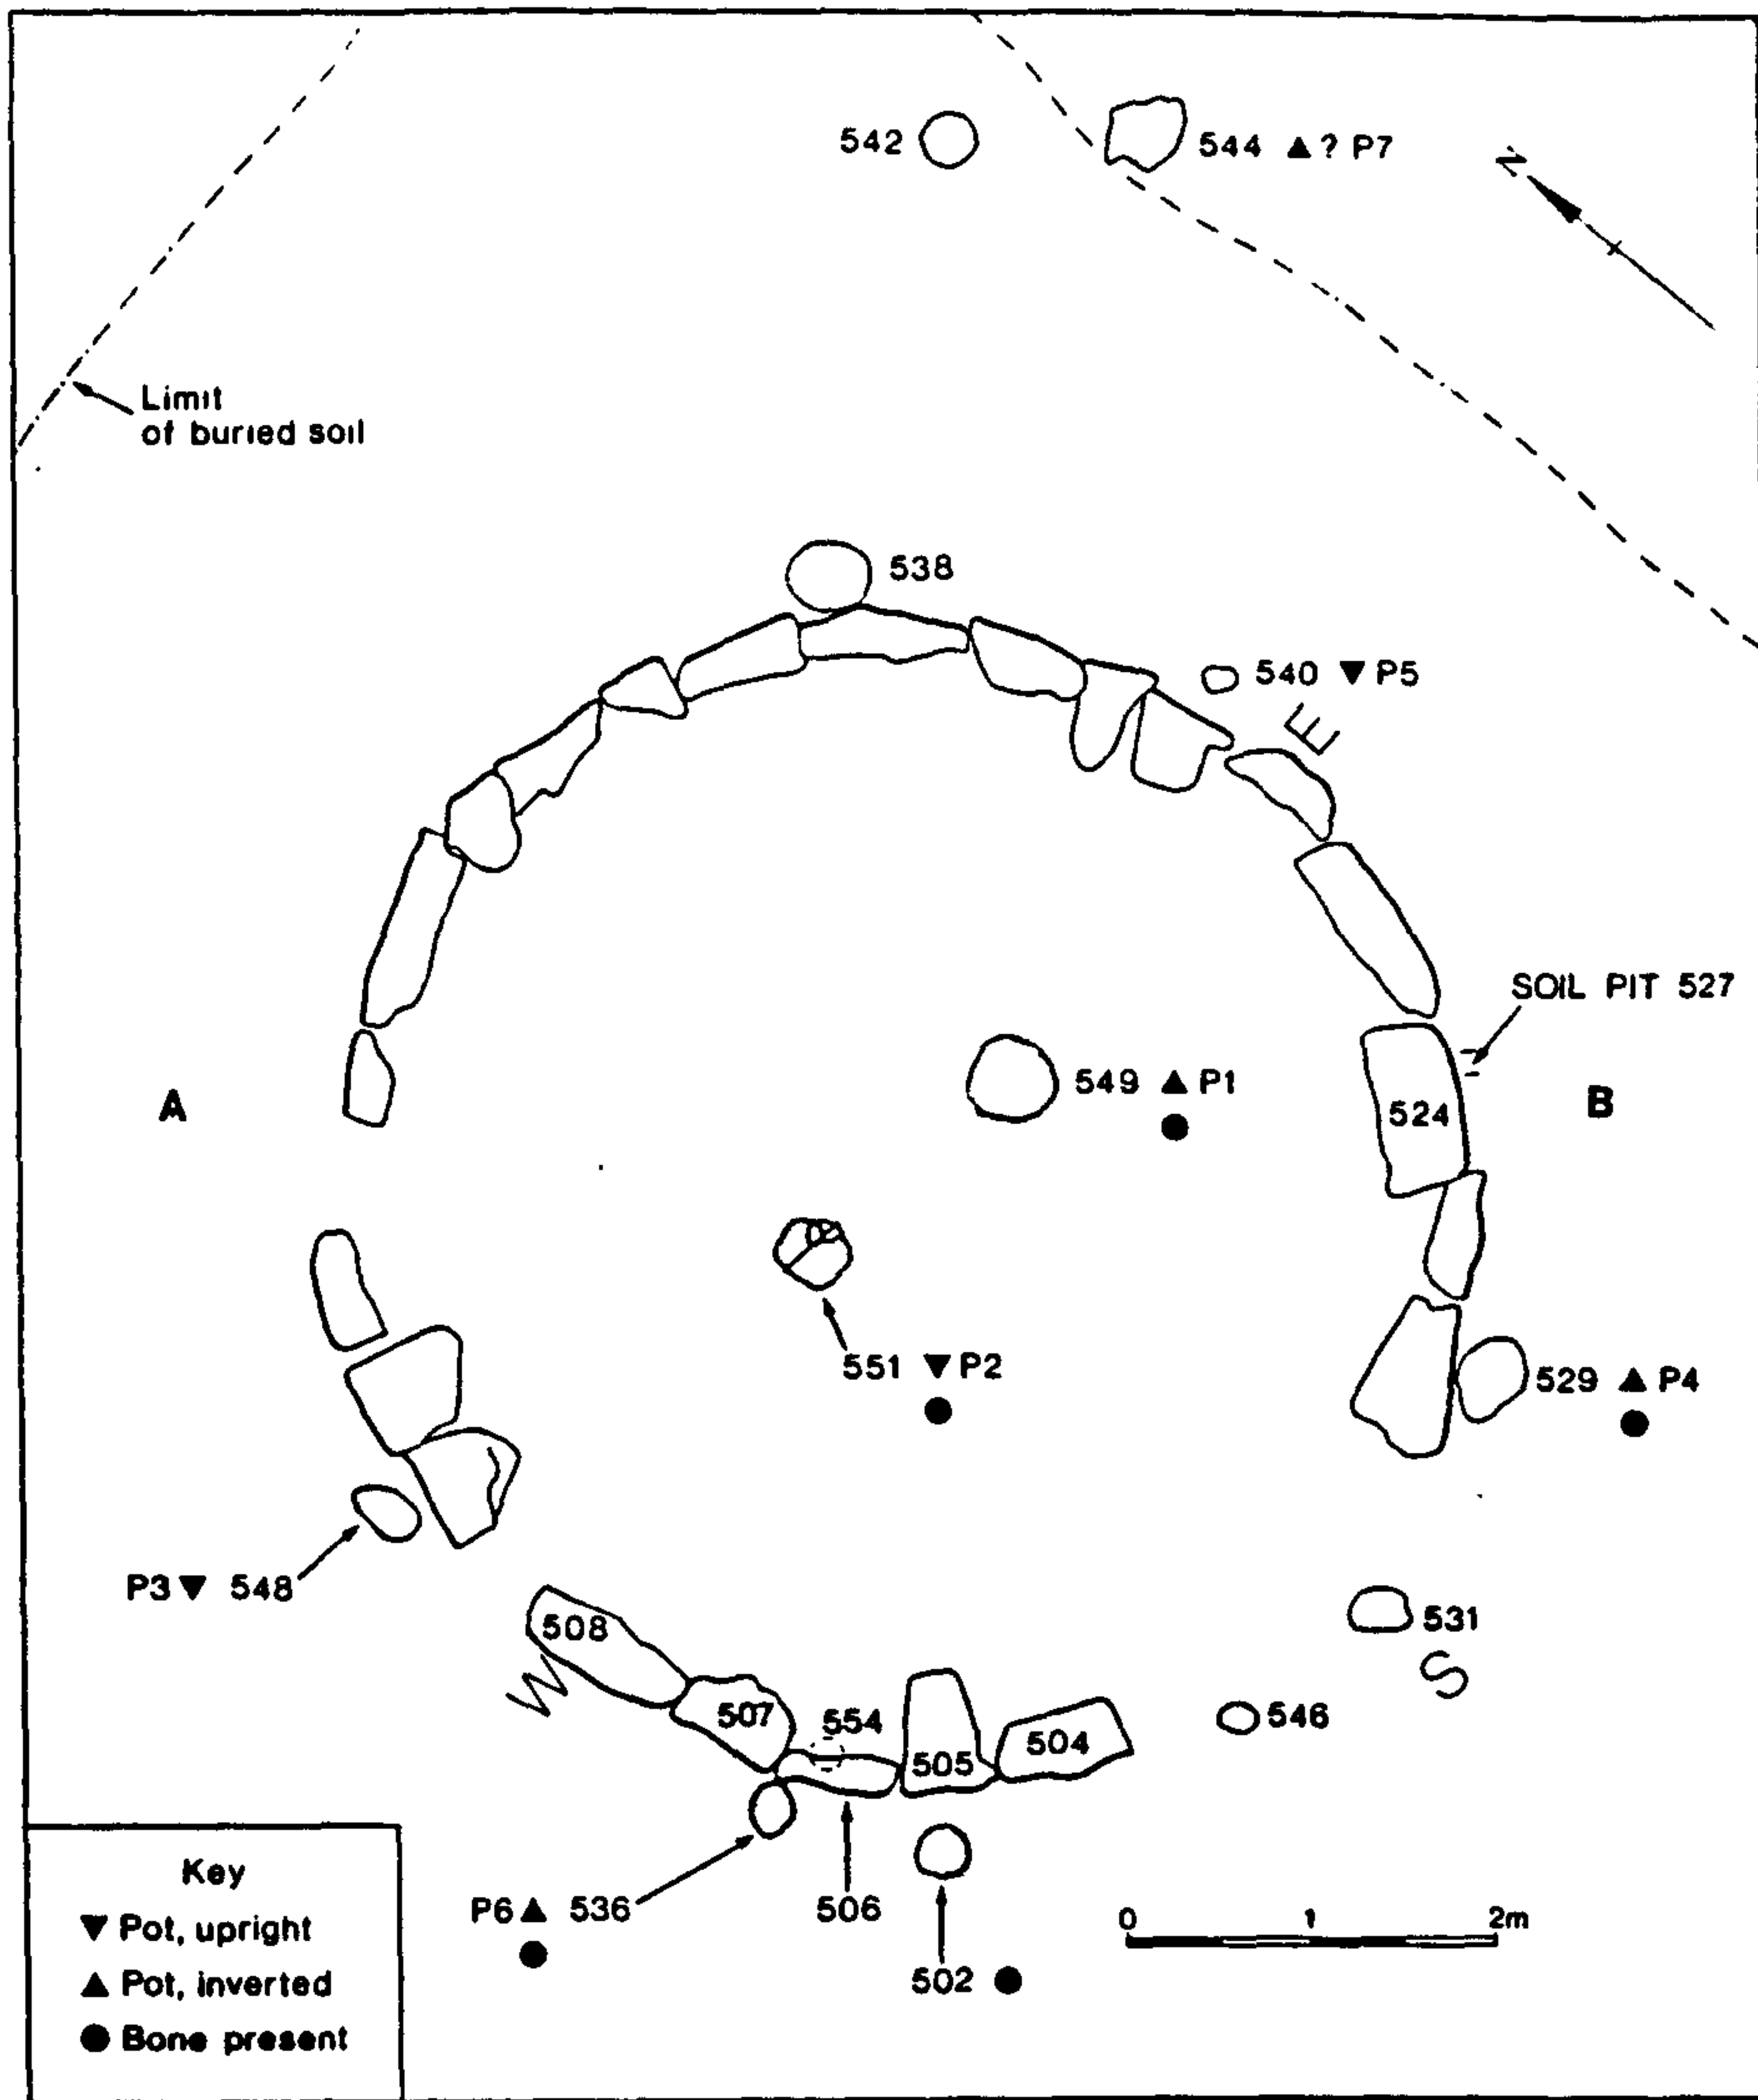 542
544 ▲? P7
N
Limit
of buried soil
538
540 ▼ P5
E
SOIL PIT 527
549 ▲ P1
●
A
524
B
551 ▼ P2
●
529 ▲ P4
●
P3 ▼ 548
508
531
W
S
507
554
546
505
504
Key
▼ Pot, upright
▲ Pot, inverted
● Bone present
P6 ▲ 536
●
506
502 ●
0 1 2m